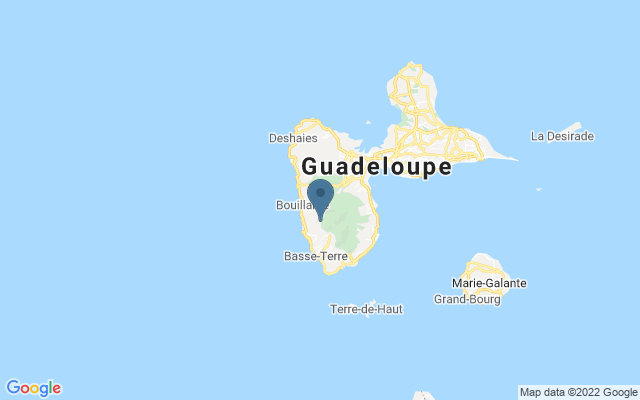 Deshaies
La Desirade
Guadeloupe
Bouillante
Basse-Terre
Marie-Galante
Grand-Bourg
Terre-de-Haut
Google
Map data ©2022 Google